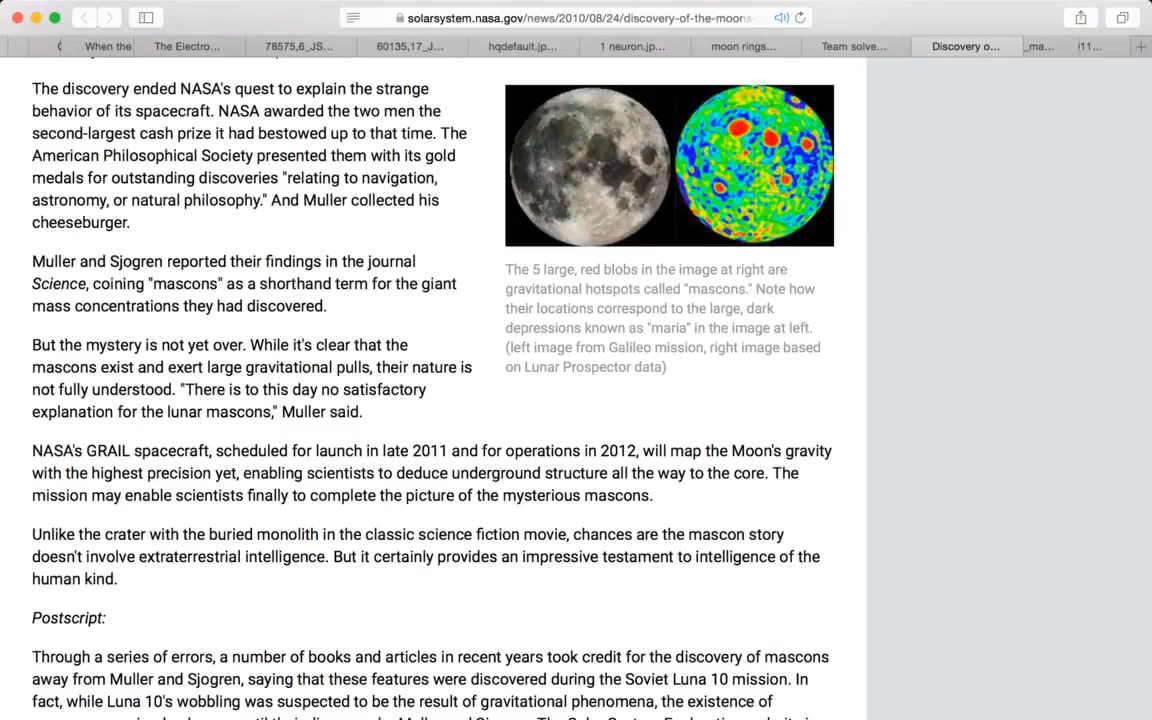 solarsystem.nasa.gov/news/2010/08/24/discovery-of-the-moons-
When the
The Electro...
78575,6_JS...
60135,17_J...
hqdefault.jp...
1 neuron.jp...
moon rings...
Team solve...
Discovery o...
_ma...
The discovery ended NASA's quest to explain the strange
behavior of its spacecraft. NASA awarded the two men the
second-largest cash prize it had bestowed up to that time. The
American Philosophical Society presented them with its gold
medals for outstanding discoveries "relating to navigation,
astronomy, or natural philosophy." And Muller collected his
cheeseburger.
Muller and Sjogren reported their findings in the journal
Science, coining "mascons" as a shorthand term for the giant
mass concentrations they had discovered.
But the mystery is not yet over. While it's clear that the
mascons exist and exert large gravitational pulls, their nature is
not fully understood. "There is to this day no satisfactory
explanation for the lunar mascons," Muller said.
The 5 large, red blobs in the image at right are
gravitational hotspots called "mascons." Note how
their locations correspond to the large, dark
depressions known as "maria" in the image at left.
(left image from Galileo mission, right image based
on Lunar Prospector data)
NASA's GRAIL spacecraft, scheduled for launch in late 2011 and for operations in 2012, will map the Moon's gravity
with the highest precision yet, enabling scientists to deduce underground structure all the way to the core. The
mission may enable scientists finally to complete the picture of the mysterious mascons.
Unlike the crater with the buried monolith in the classic science fiction movie, chances are the mascon story
doesn't involve extraterrestrial intelligence. But it certainly provides an impressive testament to intelligence of the
human kind.
Postscript:
Through a series of errors, a number of books and articles in recent years took credit for the discovery of mascons
away from Muller and Sjogren, saying that these features were discovered during the Soviet Luna 10 mission. In
fact, while Luna 10's wobbling was suspected to be the result of gravitational phenomena, the existence of